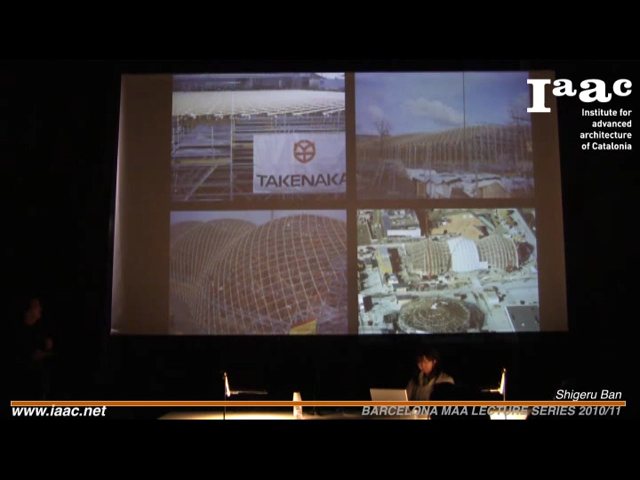 Iaac
Institute for
advanced
architecture
of Catalonia
TAKENAKA
Shigeru Ban
www.iaac.net
BARCELONA MAA LECTURE SERIES 2010/11